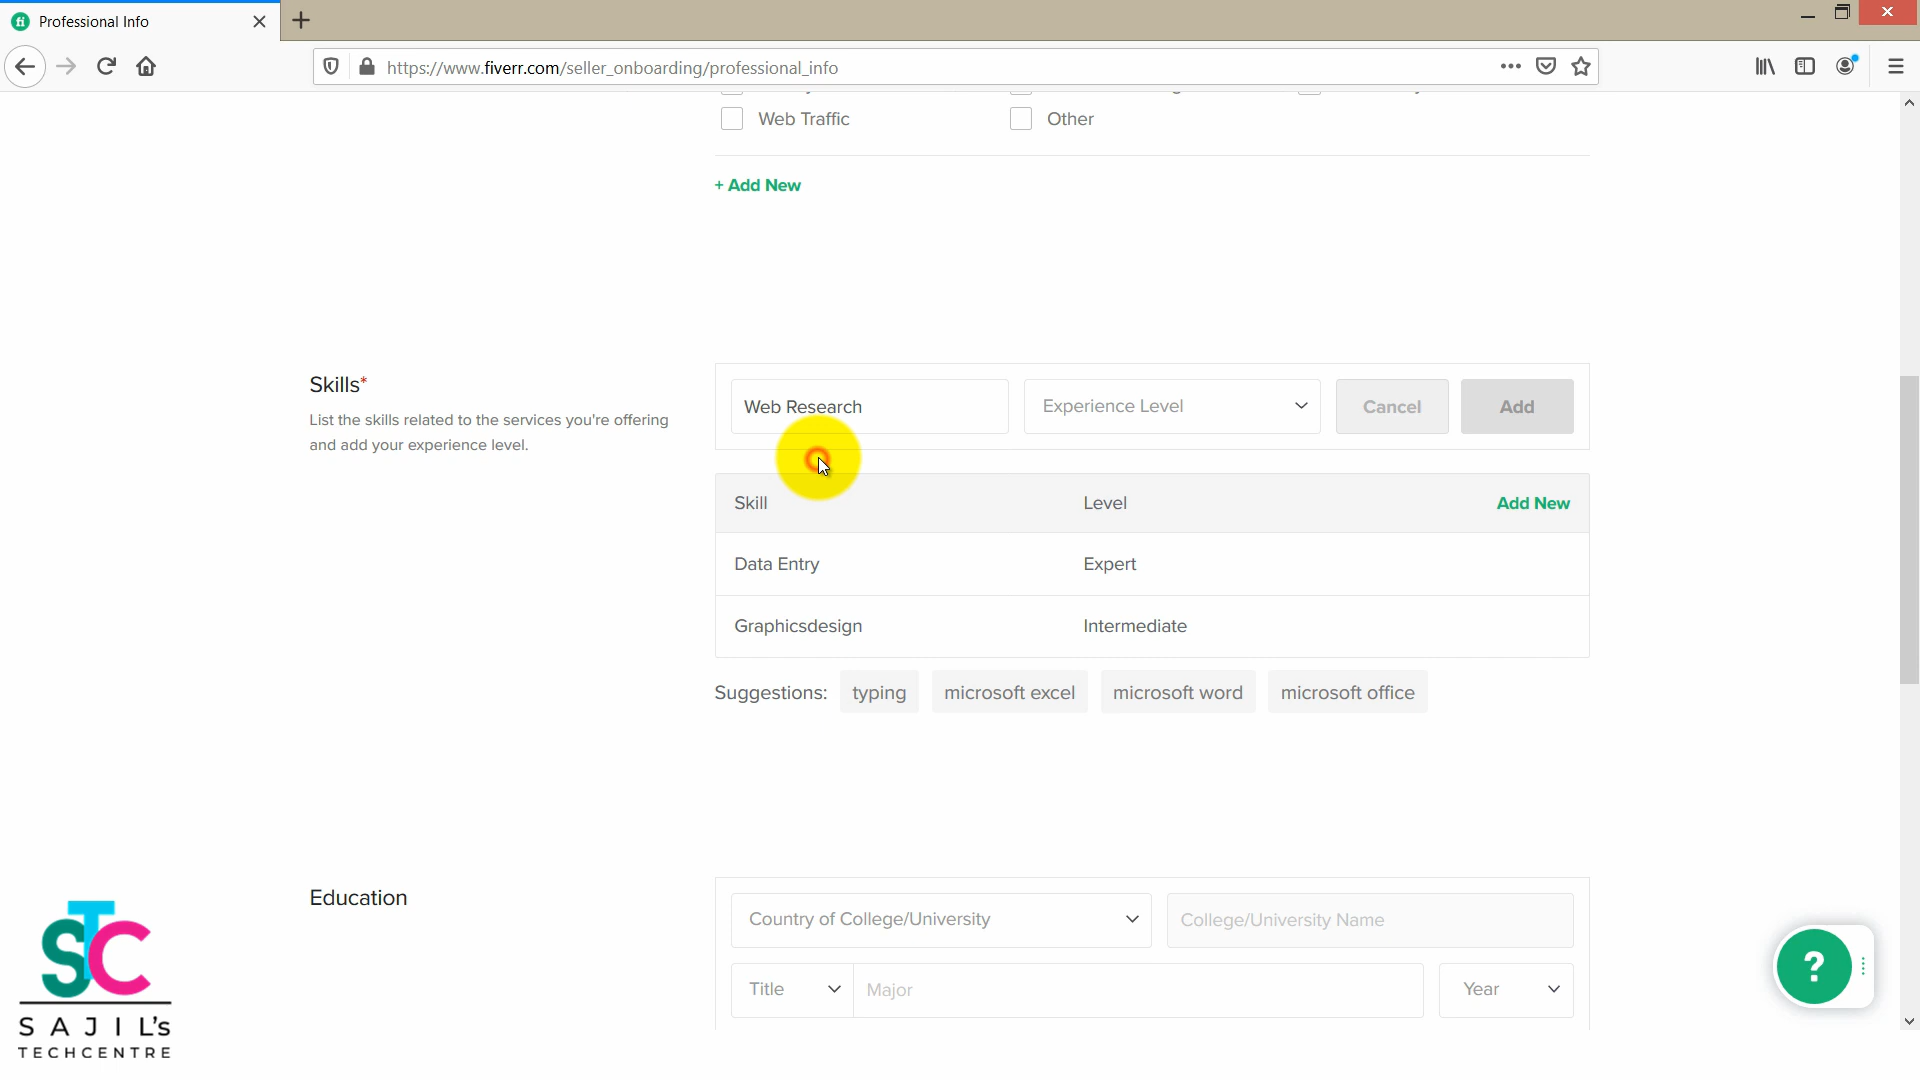 Professional Info
https://www.fiverr.com/seller_onboarding/professional_info
Web Traffic
Other
+ Add New
Skills*
List the skills related to the services you're offering
and add your experience level.
Web Research
Experience Level
Cancel
Add
Skill
Level
Add New
Data Entry
Expert
Graphicsdesign
Intermediate
Suggestions:
typing
microsoft excel
microsoft word
microsoft office
Education
Country of College/University
College/University Name
Title
Major
Year
?
STC
SAJIL's
TECHCENTRE